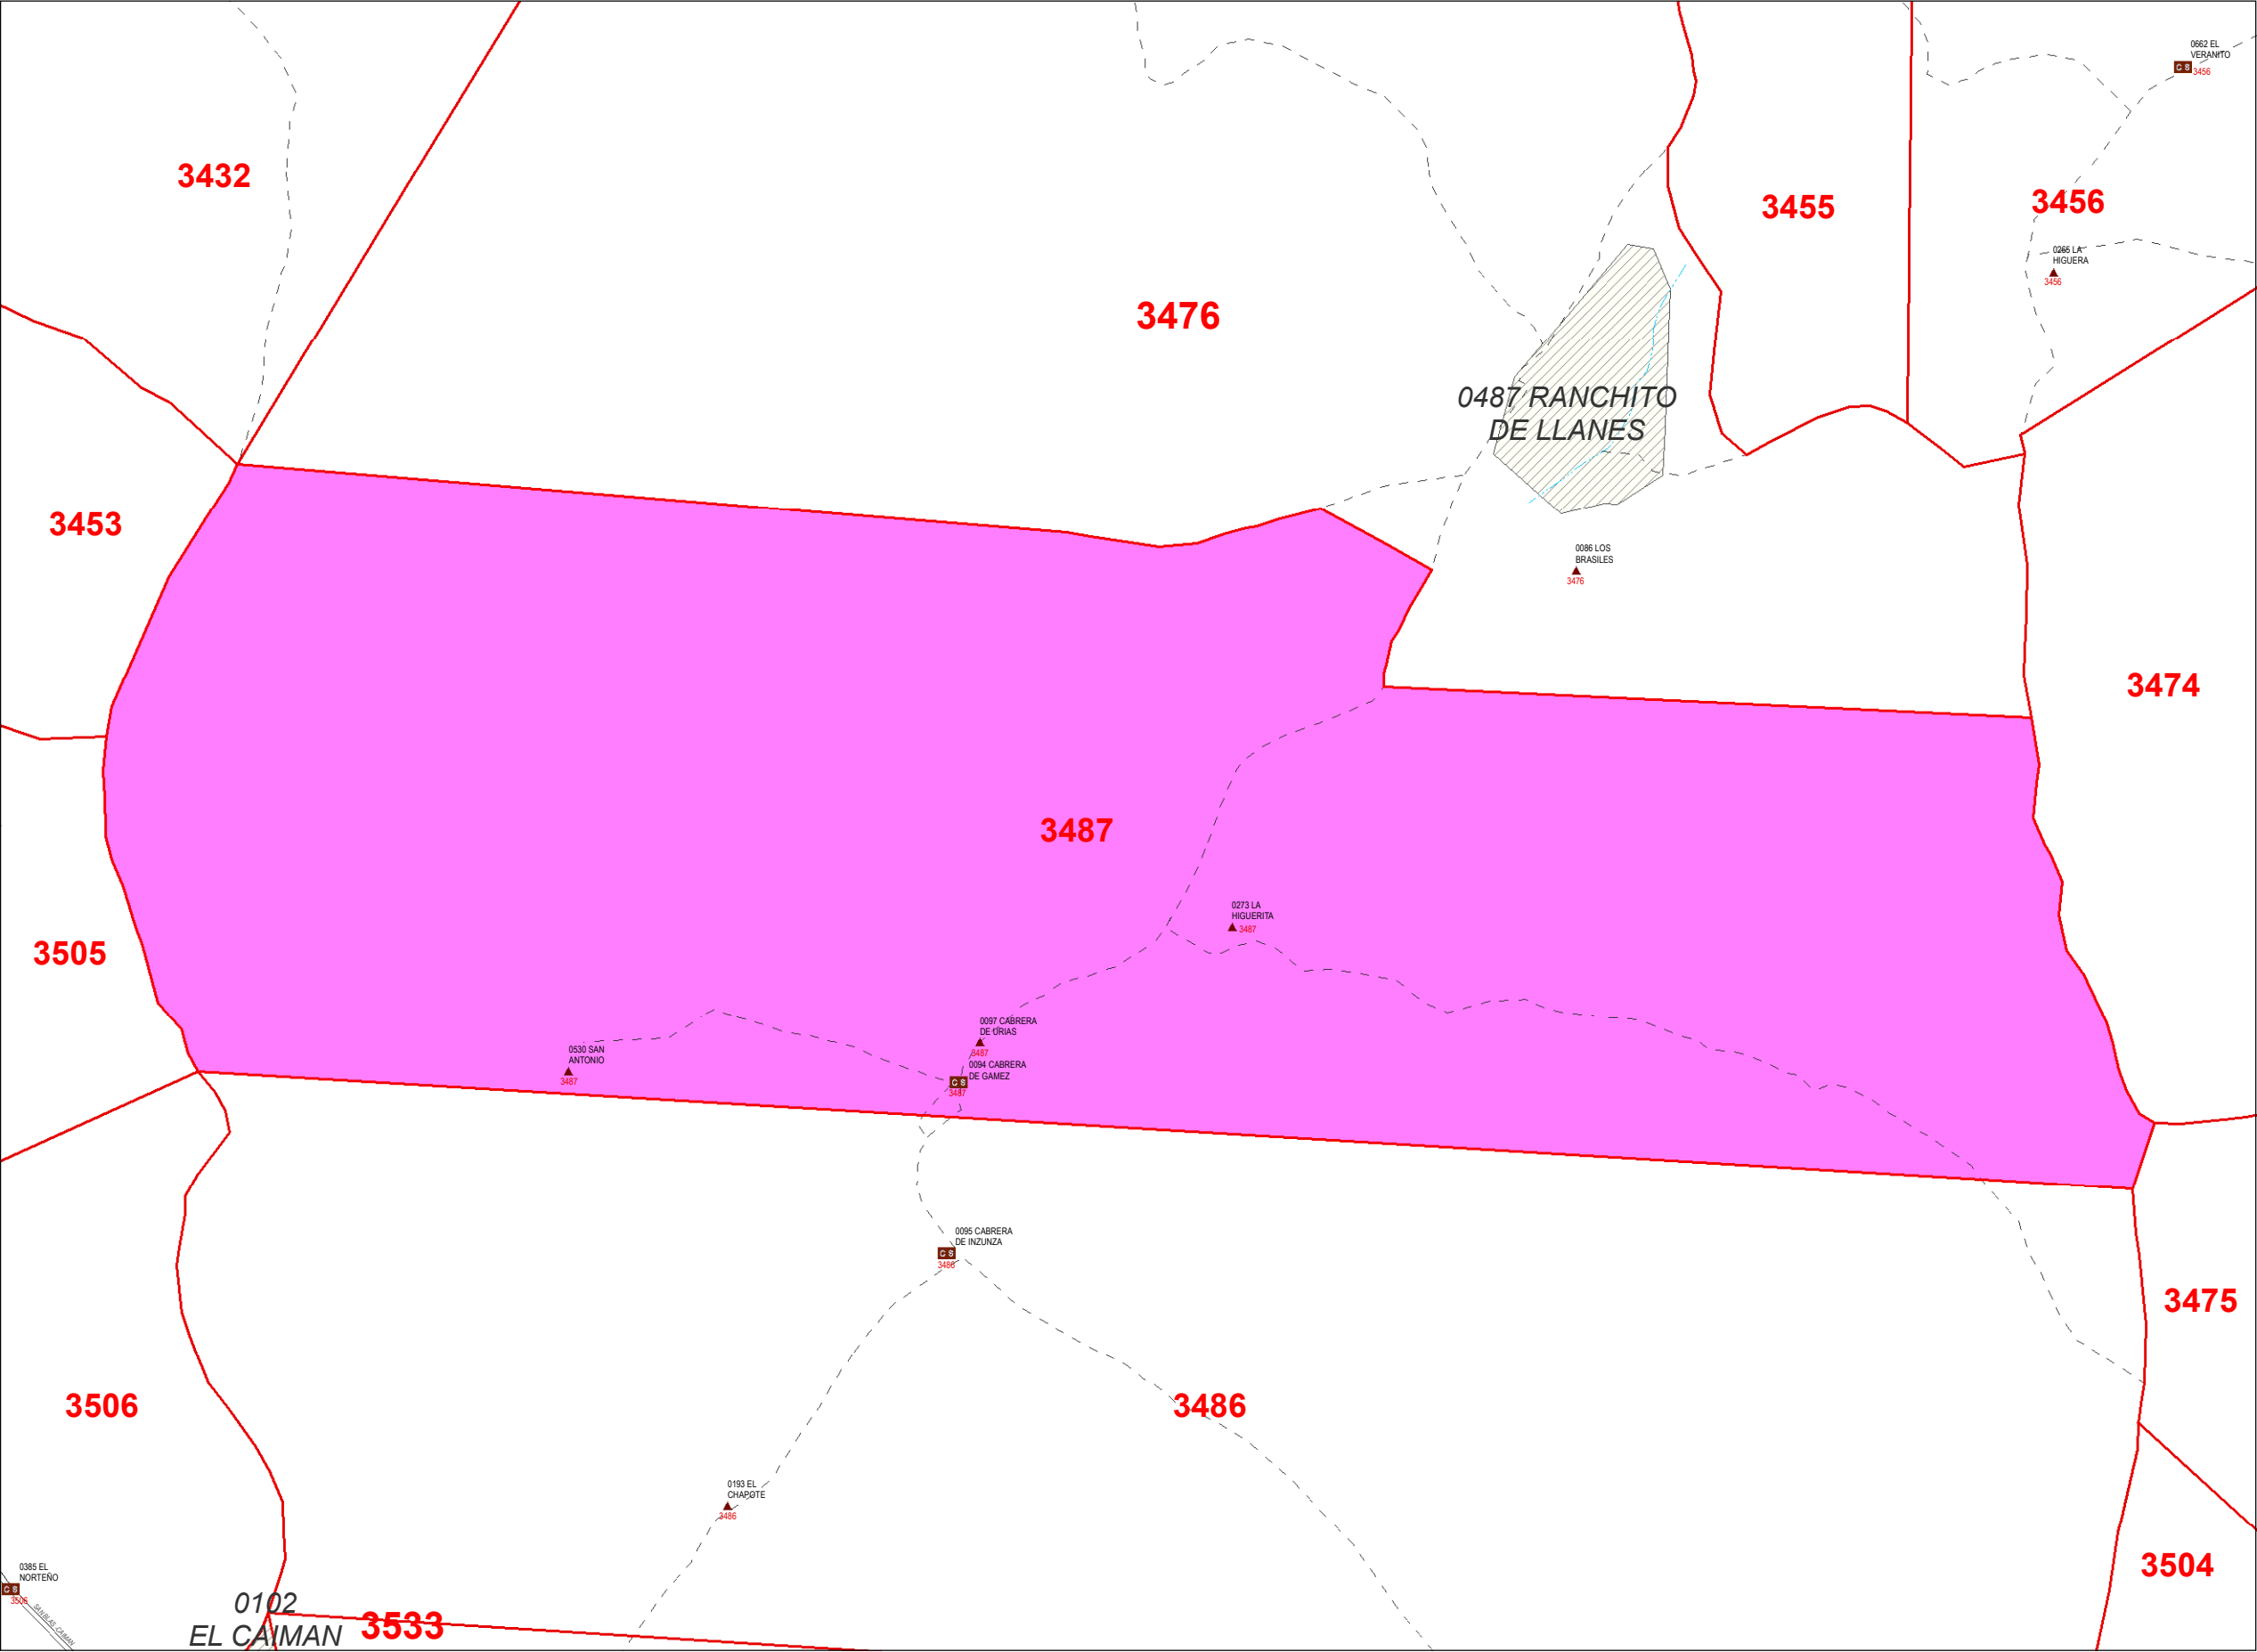 0662 EL
VERANITO
C S
3456
3432
3455
3456
0265 LA
HIGUERA
3456
3476
0487 RANCHITO
DE LLANES
3453
0086 LOS
BRASILES
3476
3474
3487
0273 LA
HIGUERITA
3487
3505
0097 CABRERA
DE URIAS
3487
0530 SAN
ANTONIO
3487
0094 CABRERA
DE GAMEZ
C S
3487
0095 CABRERA
DE INZUNZA
C S
3486
3475
3506
3486
0193 EL
CHAPOTE
3486
0385 EL
NORTEÑO
C S
3506
SAN BLAS -CAIMAN
3504
0102
EL CAIMAN
3533